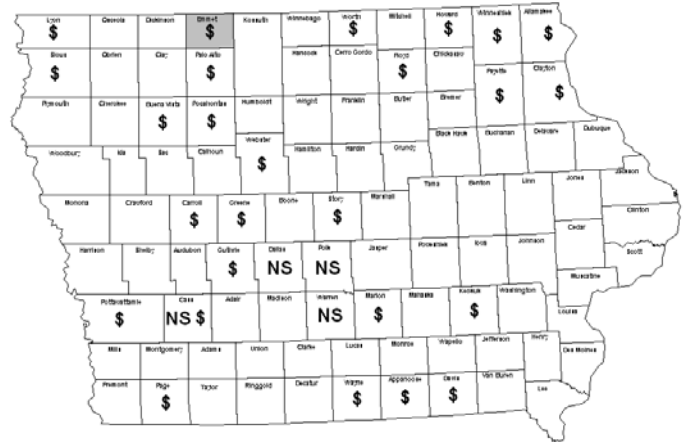 Lyon Osceola Dickinson Emmet Kossuth Winnebago Worth Mitchell Howard Winneshiek Allamakee
$ $ $ $ $ $
Sioux Obrien Clay Palo Alto Hancock Cerro Gordo Floyd Chickasaw
$ $ $
Fayette Clayton
$ $
Plymouth Cherokee Buena Vista Pocahontas Humboldt Wright Franklin Butler Bremer
$ $
Woodbury Ida Sac Calhoun Webster Hamilton Hardin Grundy Black Hawk Buchanan Delaware Dubuque
$
Monona Crawford Carroll Greene Boone Story Marshall Tama Benton Linn Jones Jackson
$ $ $
Clinton
Cedar
Harrison Shelby Audubon Guthrie Dallas Polk Jasper Poweshiek Iowa Johnson Scott
$ NS NS
Muscatine
Pottawattamie Cass Adair Madison Warren Marion Mahaska Keokuk Washington Louisa
$ NS $ NS $ $
Mills Montgomery Adams Union Clarke Lucas Monroe Wapello Jefferson Henry Des Moines
Fremont Page Taylor Ringgold Decatur Wayne Appanoose Davis Van Buren Lee
$ $ $ $